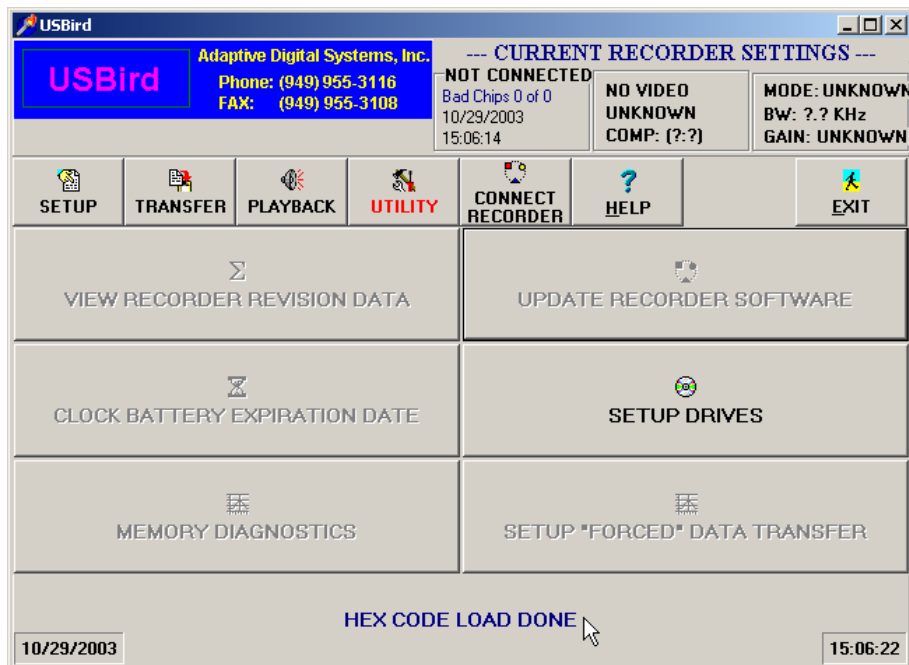 USBird
USBird
Adaptive Digital Systems, Inc.
Phone: (949) 955-3116
FAX: (949) 955-3108
--- CURRENT RECORDER SETTINGS ---
NOT CONNECTED
Bad Chips 0 of 0
10/29/2003
15:06:14
NO VIDEO
UNKNOWN
COMP: (?:?)
MODE: UNKNOWN
BW: ?.? KHz
GAIN: UNKNOWN
SETUP
TRANSFER
PLAYBACK
UTILITY
CONNECT
RECORDER
HELP
EXIT
VIEW RECORDER REVISION DATA
UPDATE RECORDER SOFTWARE
CLOCK BATTERY EXPIRATION DATE
SETUP DRIVES
MEMORY DIAGNOSTICS
SETUP "FORCED" DATA TRANSFER
HEX CODE LOAD DONE
10/29/2003
15:06:22